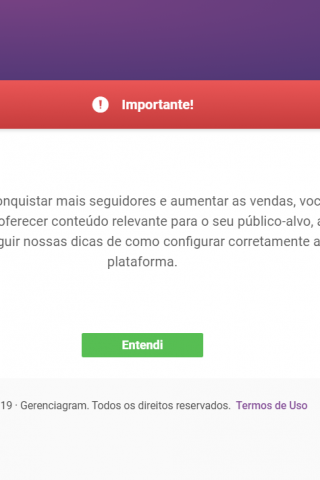 Importante!
onquistar mais seguidores e aumentar as vendas, voc
oferecer conteúdo relevante para o seu público-alvo, a
guir nossas dicas de como configurar corretamente a
plataforma.
Entendi
19 · Gerenciagram. Todos os direitos reservados. Termos de Uso